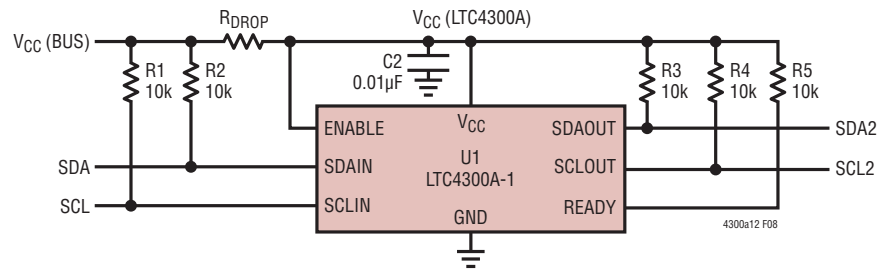 RDROP
VCC (LTC4300A)
VCC (BUS)
R1
10k
R2
10k
C2
0.01µF
R3
10k
R4
10k
R5
10k
ENABLE
VCC
SDAOUT
SDA2
SDA
SDAIN
U1
LTC4300A-1
SCLOUT
SCL2
SCL
SCLIN
GND
READY
4300a12 F08